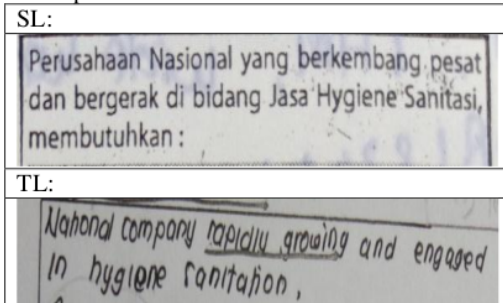 SL:
Perusahaan Nasional yang berkembang pesat
dan bergerak di bidang Jasa Hygiene Sanitasi,
membutuhkan :
TL:
National company rapidly growing and engaged
in hygiene sanitation,